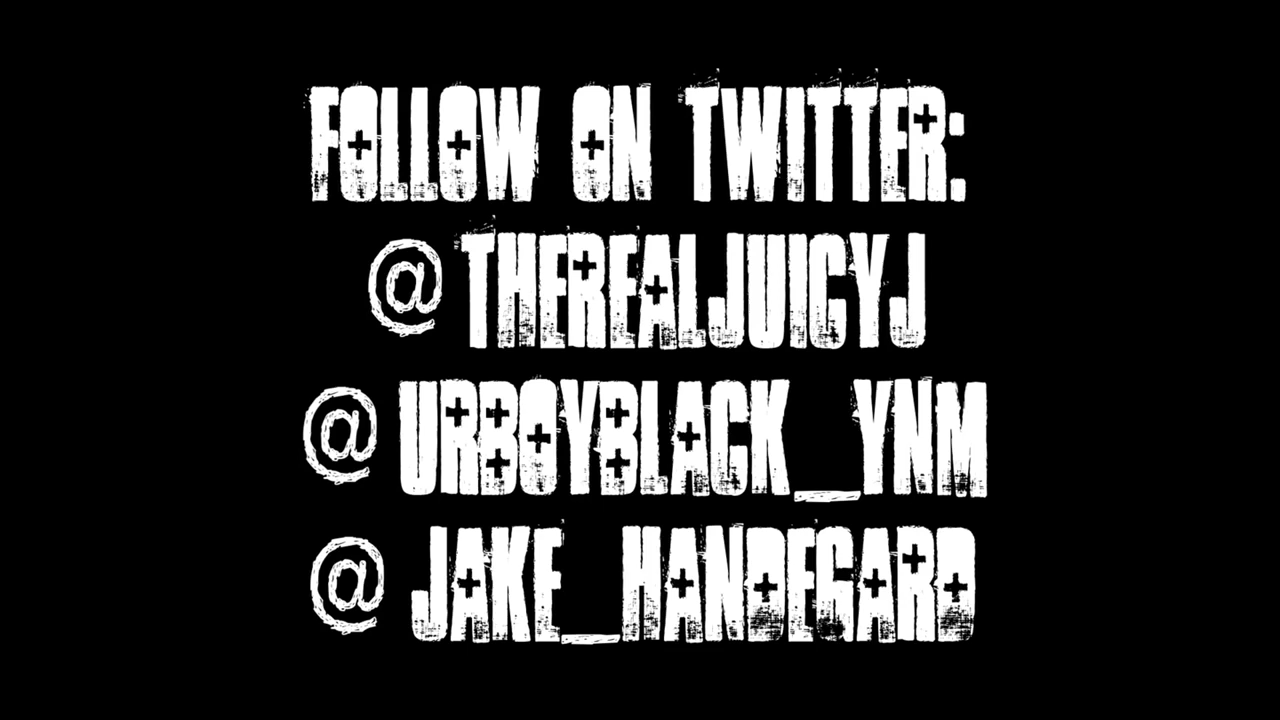 FOLLOW ON TWITTER:
@THEREALJUICYJ
@URBOYBLACK_YNM
@JAKE_HANDEGARD